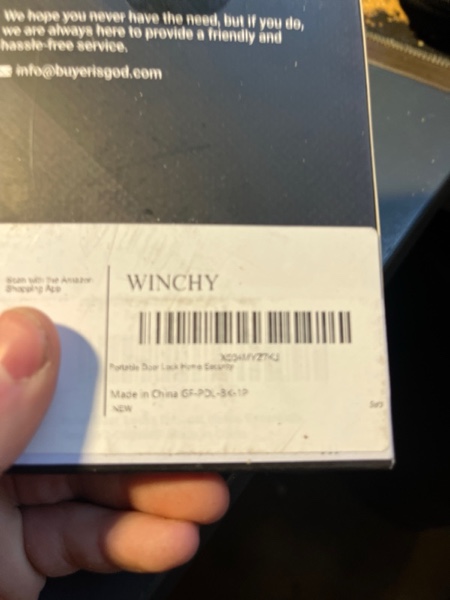 We hope you never have the need, but if you do,
we are always here to provide a friendly and
hassle-free service.
info@buyerisgod.com
with the Amazon
Shopping App
WINCHY
Portable Door Lock Home Security
Made in China GF-PDL-BK-1P
NEW